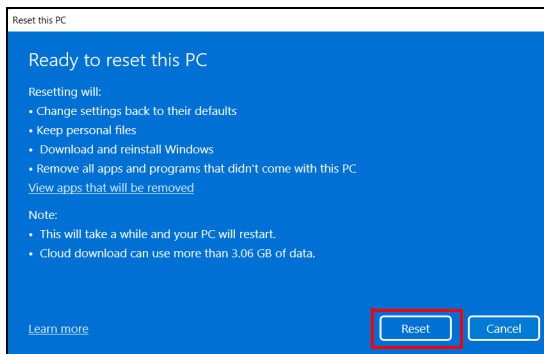 Reset this PC
Ready to reset this PC
Resetting will:
• Change settings back to their defaults
• Keep personal files
• Download and reinstall Windows
• Remove all apps and programs that didn't come with this PC
View apps that will be removed
Note:
• This will take a while and your PC will restart.
• Cloud download can use more than 3.06 GB of data.
Learn more
Reset
Cancel